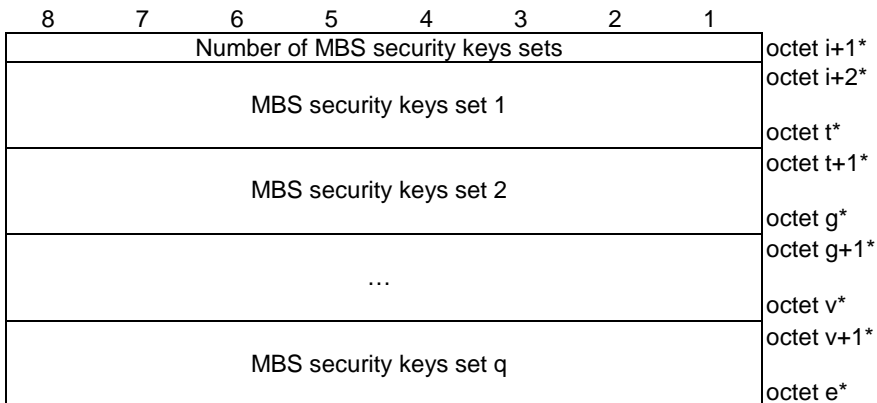 8 7 6 5 4 3 2 1
Number of MBS security keys sets octet i+1*
octet i+2*
MBS security keys set 1
octet t*
octet t+1*
MBS security keys set 2
octet g*
octet g+1*
…
octet v*
octet v+1*
MBS security keys set q
octet e*